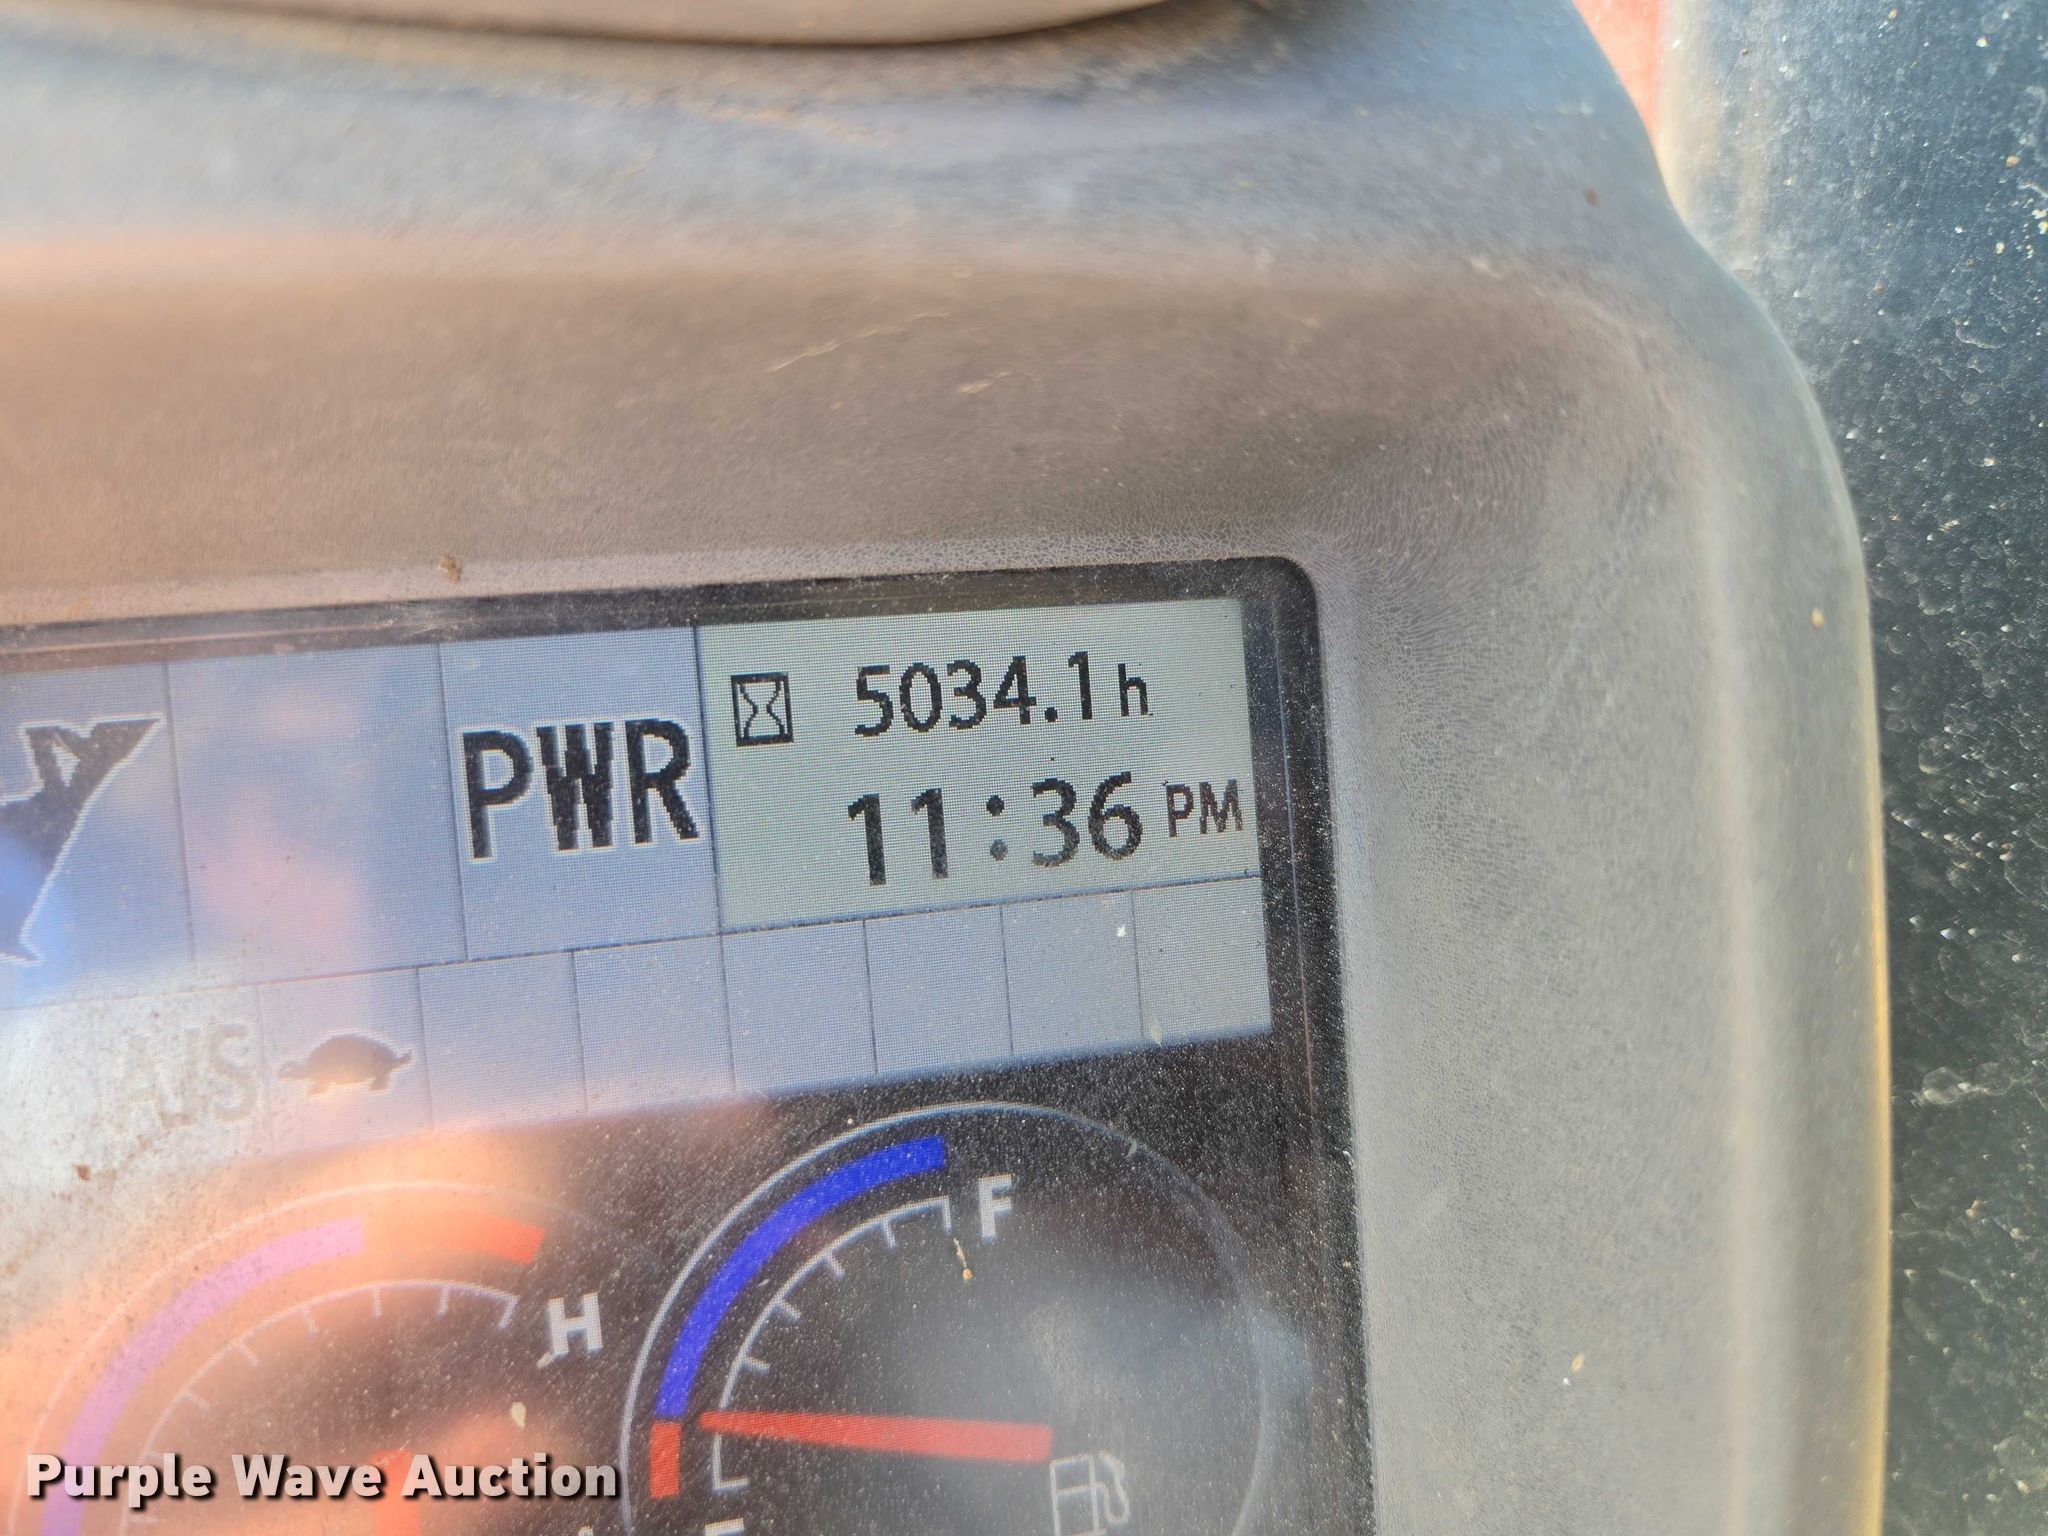 5034.1h
PWR
11:36 PM
A/S
F
H
Purple Wave Auction